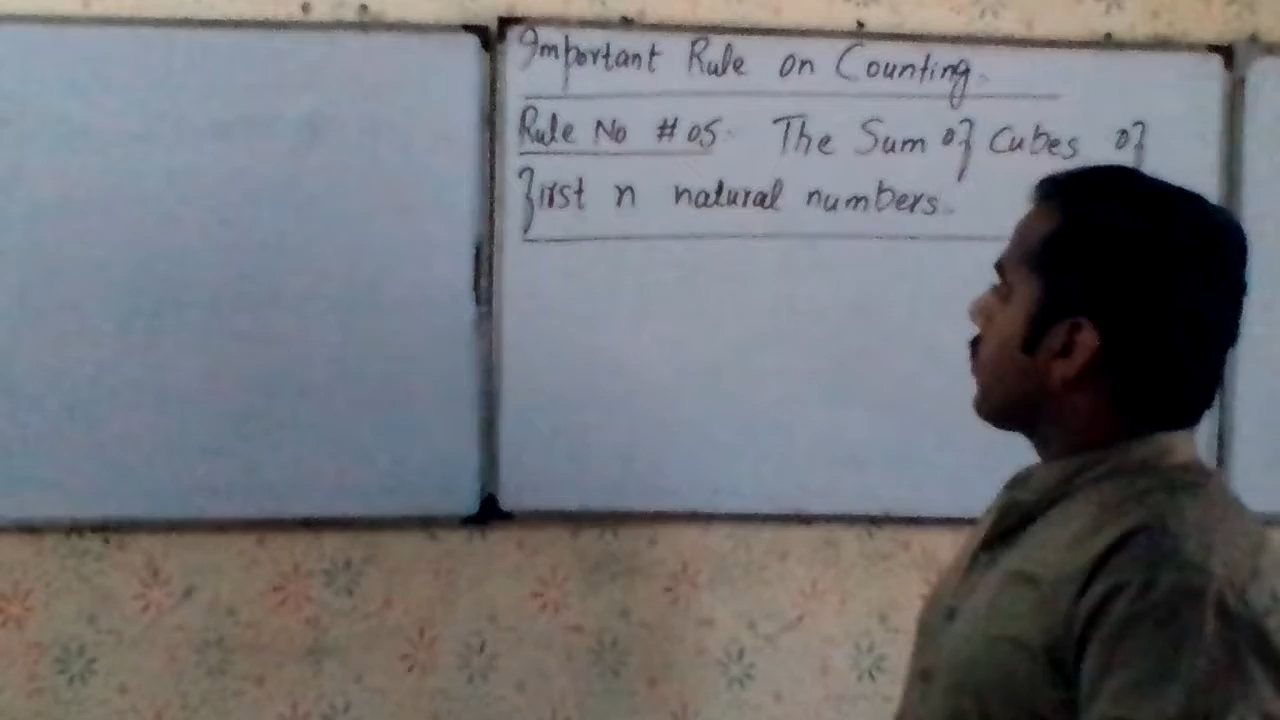 Important Rule on Counting.
Rule No # 05. The Sum of Cubes of
First n natural numbers.